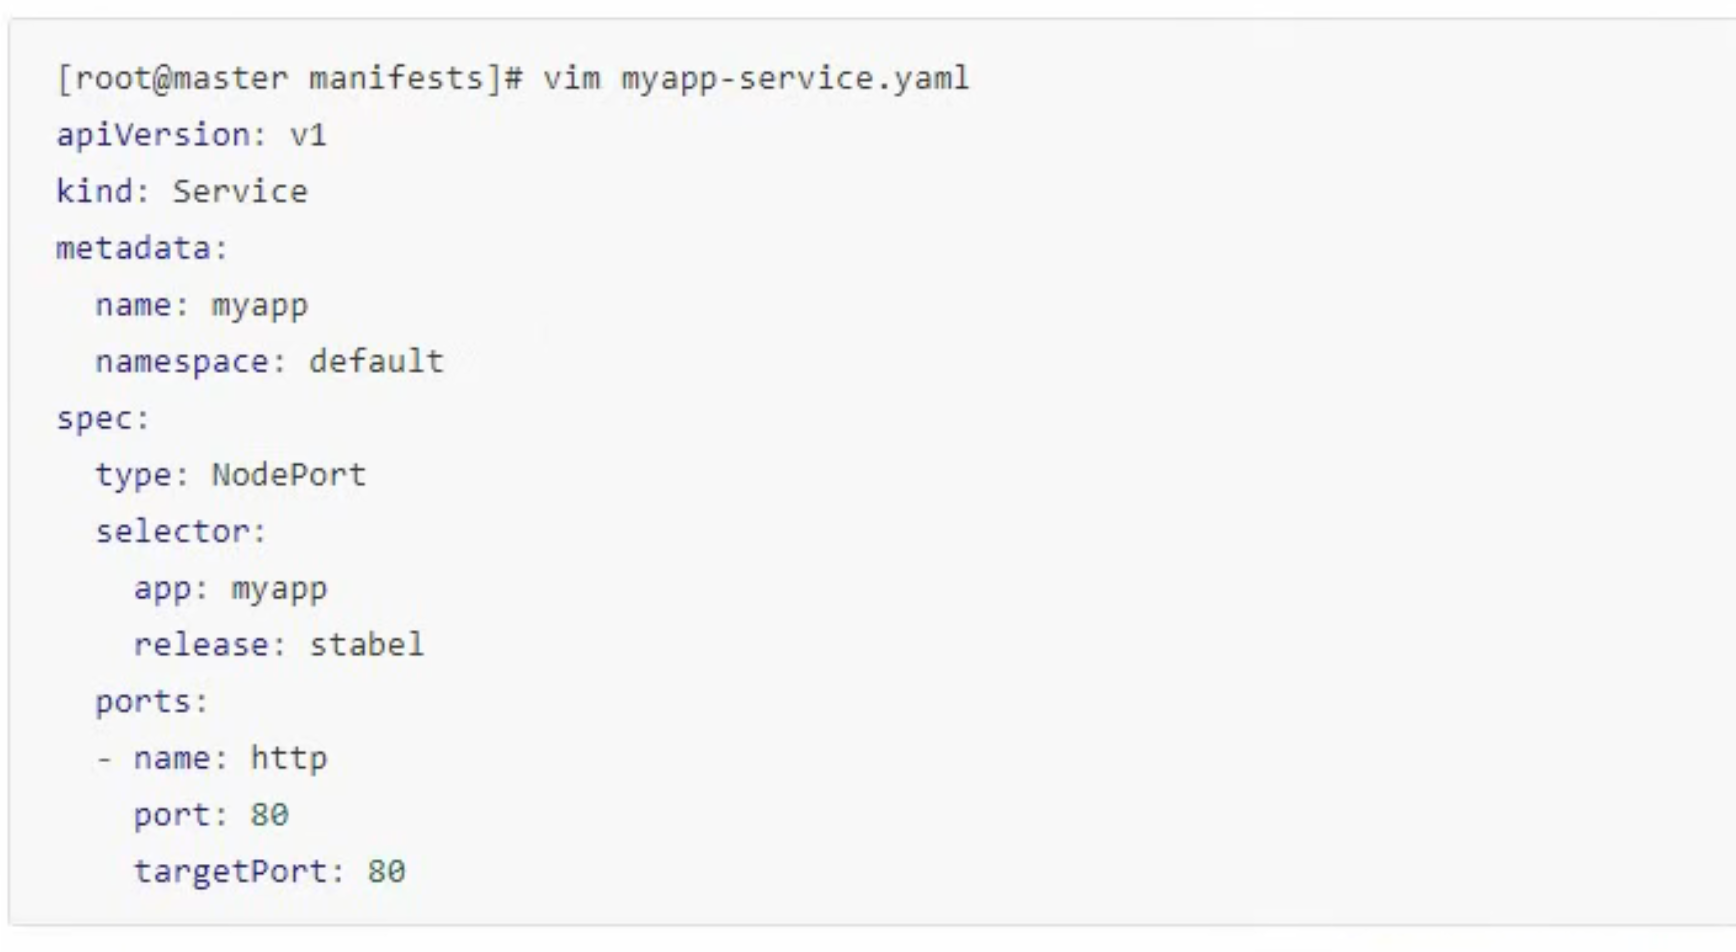 [root@master manifests]# vim myapp-service.yaml
apiVersion: v1
kind: Service
metadata:
  name: myapp
  namespace: default
spec:
  type: NodePort
  selector:
    app: myapp
    release: stabel
  ports:
  - name: http
    port: 80
    targetPort: 80